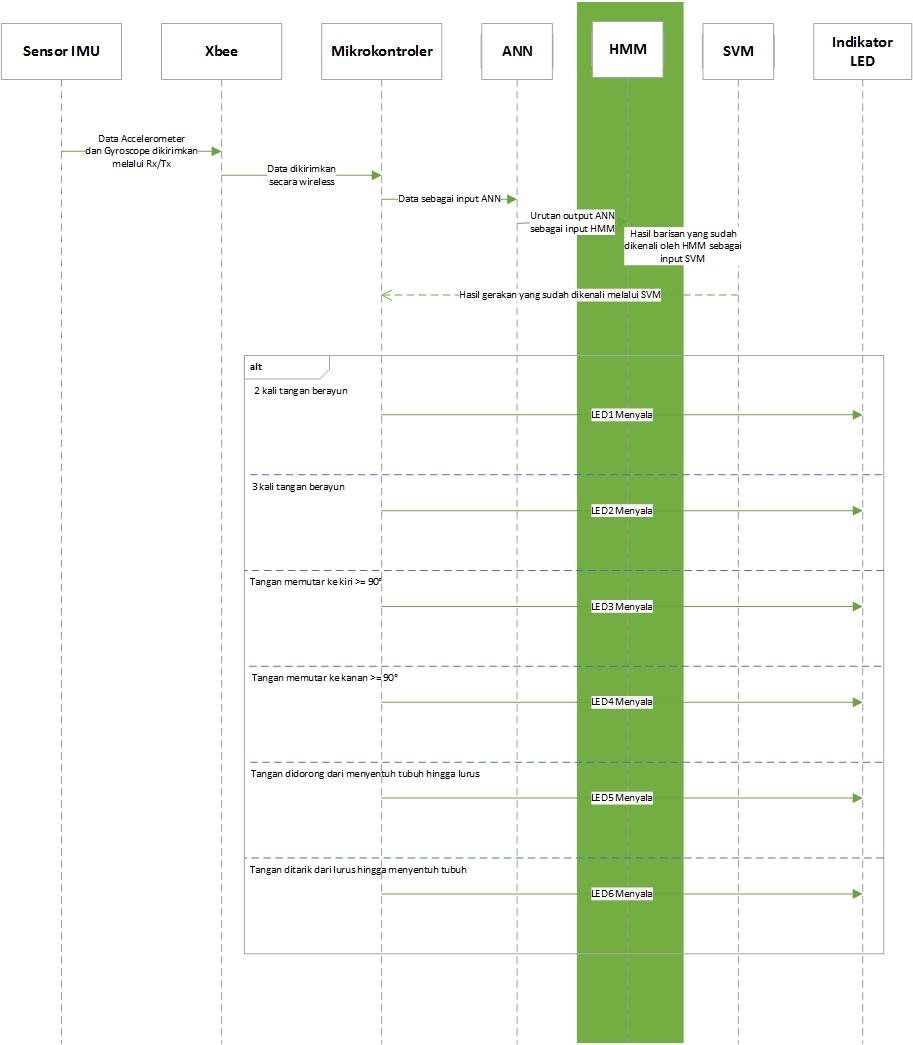 Sensor IMU
Xbee
Mikrokontroler
ANN
HMM
SVM
Indikator
LED
Data Accelerometer
dan Gyroscope dikirimkan
melalui Rx/Tx
Data dikirimkan
secara wireless
Data sebagai input ANN
Urutan output ANN
sebagai input HMM
Hasil barisan yang sudah
dikenali oleh HMM sebagai
input SVM
Hasil gerakan yang sudah dikenali melalui SVM
alt
2 kali tangan berayun
LED1 Menyala
3 kali tangan berayun
LED2 Menyala
Tangan memutar ke kiri >= 90°
LED3 Menyala
Tangan memutar ke kanan >= 90°
LED4 Menyala
Tangan didorong dari menyentuh tubuh hingga lurus
LED5 Menyala
Tangan ditarik dari lurus hingga menyentuh tubuh
LED6 Menyala